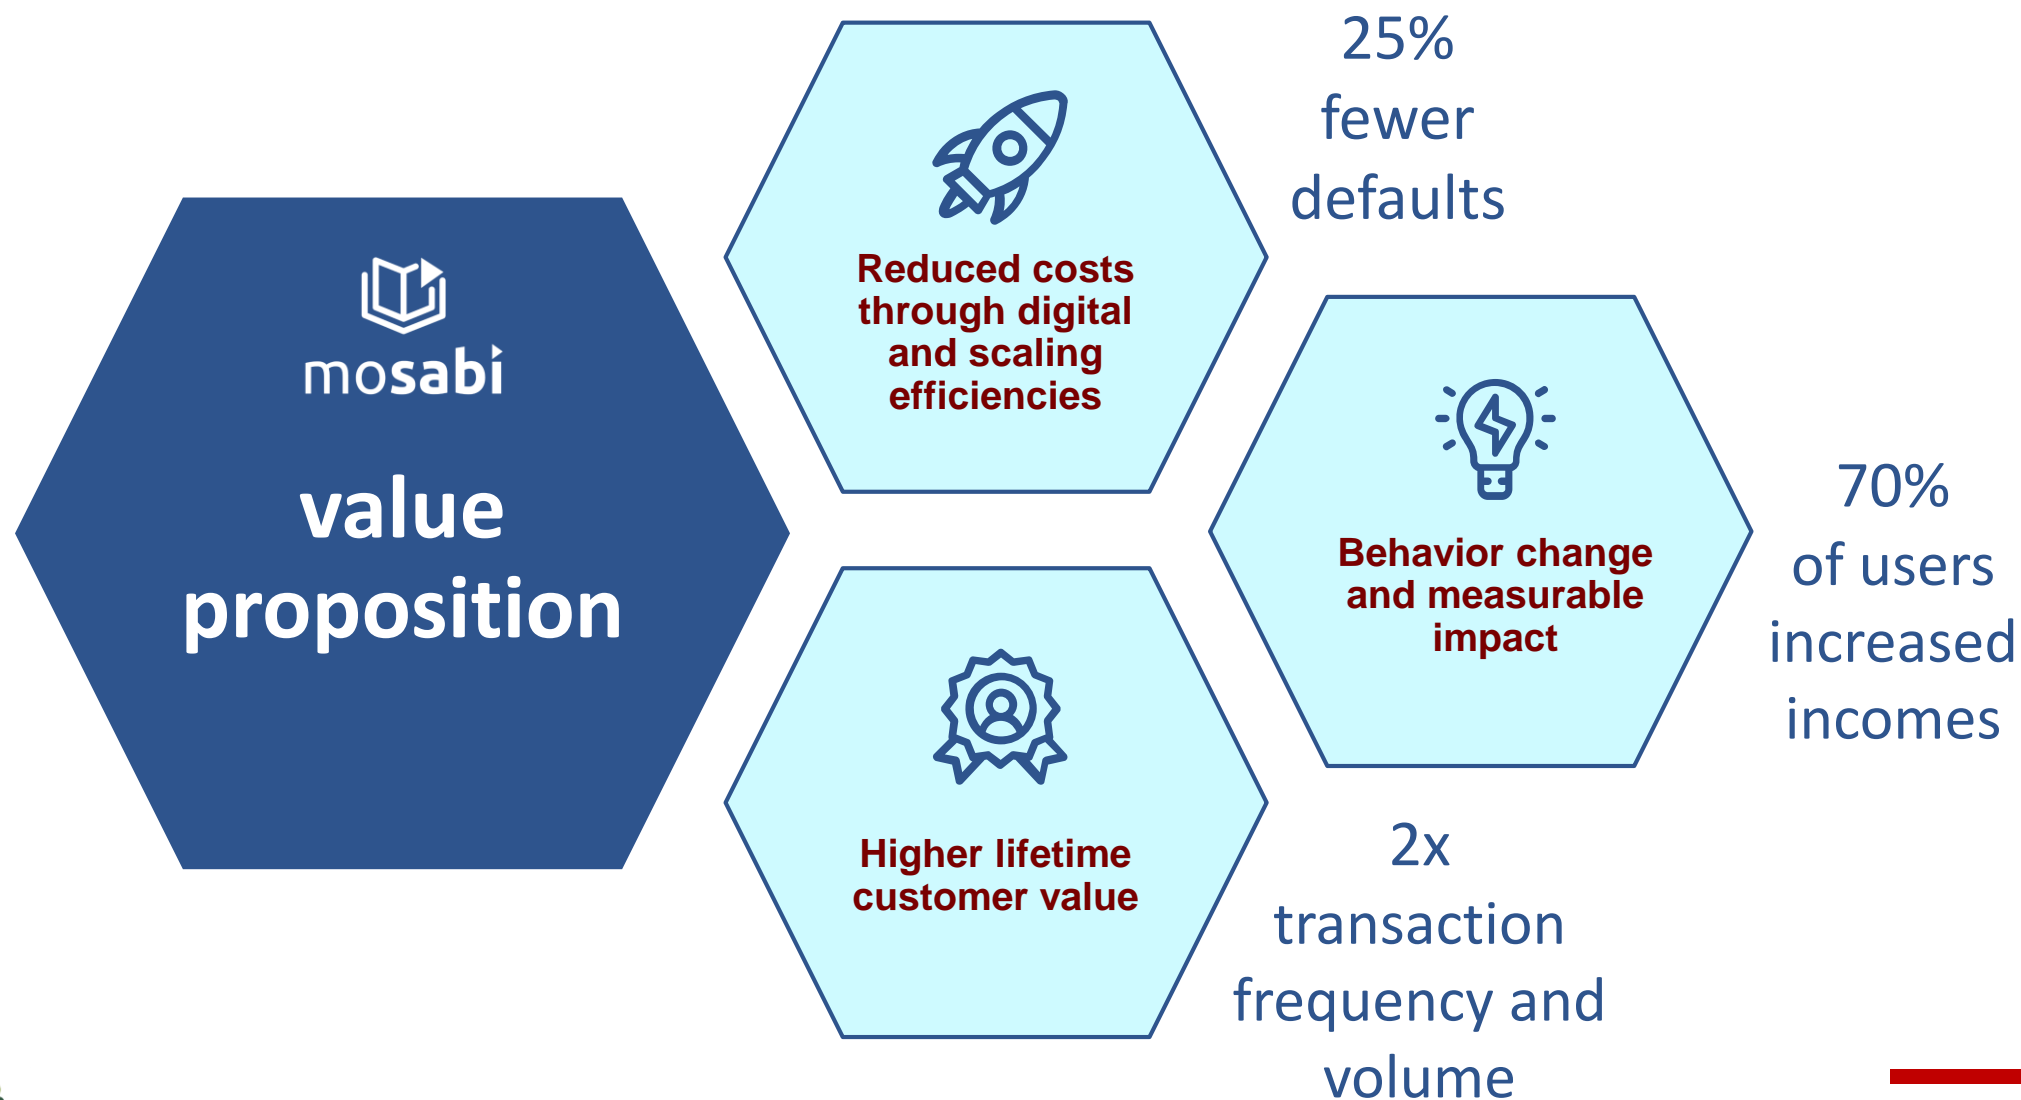 mosabi
value
proposition
Reduced costs
through digital
and scaling
efficiencies
25%
fewer
defaults
Behavior change
and measurable
impact
70%
of users
increased
incomes
Higher lifetime
customer value
2x
transaction
frequency and
volume